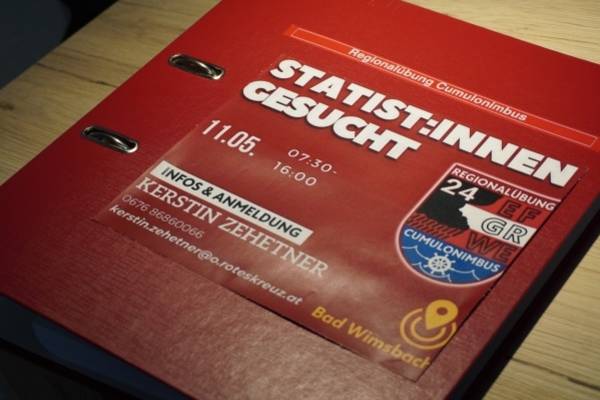 Regionalübung Cumulonimbus
STATIST:INNEN
GESUCHT
11.05.
07:30-
16:00
INFOS & ANMELDUNG
KERSTIN ZEHETNER
0676 86860066
kerstin.zehetner@o.roteskreuz.at
REGIONALÜBUNG
24
EF
GR
WE
CUMULONIMBUS
Bad Wimsbach